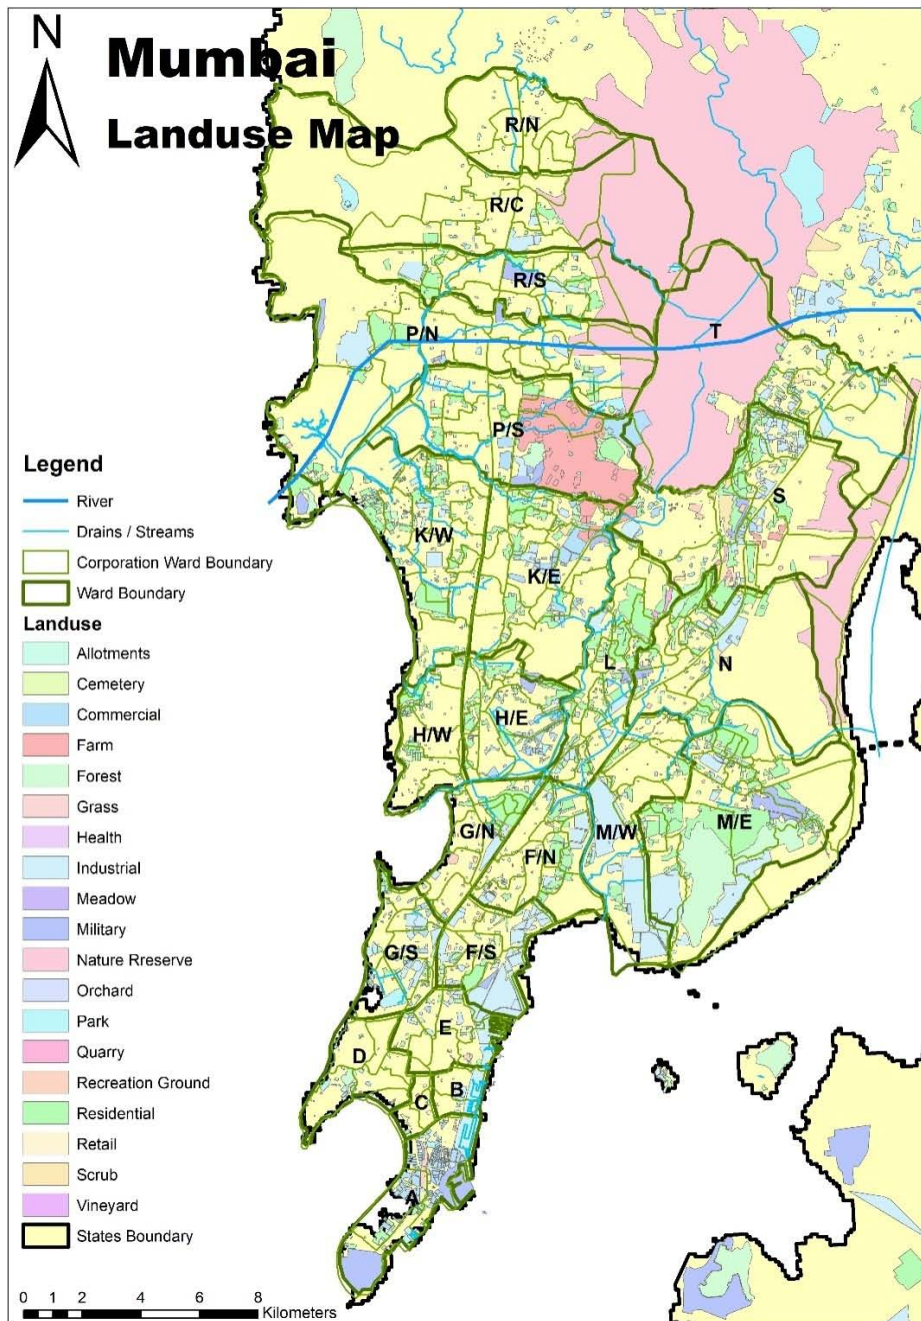 N
Mumbai
Landuse Map
R/N
R/C
R/S
P/N
T
P/S
S
K/W
K/E
L
N
H/W
H/E
G/N
F/N
M/W
M/E
G/S
F/S
E
D
B
C
A
Legend
River
Drains / Streams
Corporation Ward Boundary
Ward Boundary
Landuse
Allotments
Cemetery
Commercial
Farm
Forest
Grass
Health
Industrial
Meadow
Military
Nature Rreserve
Orchard
Park
Quarry
Recreation Ground
Residential
Retail
Scrub
Vineyard
States Boundary
0 1 2 4 6 8
Kilometers